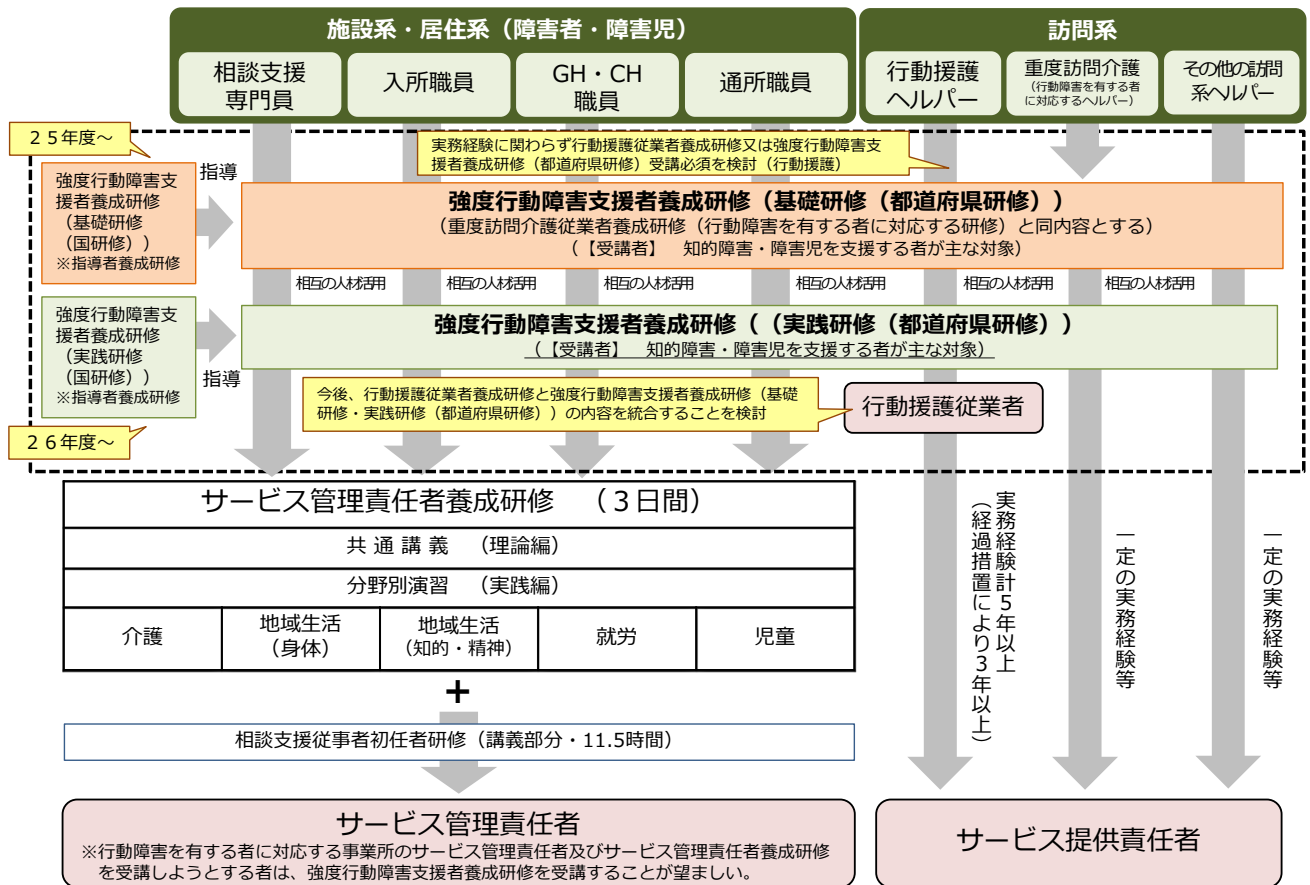 施設系・居住系（障害者・障害児）
訪問系
相談支援
専門員
入所職員
GH・CH
職員
通所職員
行動援護
ヘルパー
重度訪問介護
（行動障害を有する者
に対応するヘルパー）
その他の訪問
系ヘルパー
２５年度～
実務経験に関わらず行動援護従業者養成研修又は強度行動障害支
援者養成研修（都道府県研修）受講必須を検討（行動援護）
強度行動障害支
援者養成研修
（基礎研修
（国研修））
※指導者養成研修
指導
強度行動障害支援者養成研修（基礎研修（都道府県研修））
（重度訪問介護従業者養成研修（行動障害を有する者に対応する研修）と同内容とする）
（【受講者】　知的障害・障害児を支援する者が主な対象）
相互の人材活用
相互の人材活用
相互の人材活用
相互の人材活用
相互の人材活用
相互の人材活用
強度行動障害支
援者養成研修
（実践研修
（国研修））
※指導者養成研修
指導
強度行動障害支援者養成研修（（実践研修（都道府県研修））
（【受講者】　知的障害・障害児を支援する者が主な対象）
今後、行動援護従業者養成研修と強度行動障害支援者養成研修（基礎
研修・実践研修（都道府県研修））の内容を統合することを検討
行動援護従業者
２６年度～
サービス管理責任者養成研修　（３日間）
共 通 講 義　（理論編）
分野別演習　（実践編）
介護
地域生活
（身体）
地域生活
（知的・精神）
就労
児童
＋
相談支援従事者初任者研修（講義部分・11.5時間）
実務経験計５年以上
（経過措置により３年以上）
一定の実務経験等
一定の実務経験等
サービス管理責任者
※行動障害を有する者に対応する事業所のサービス管理責任者及びサービス管理責任者養成研修
を受講しようとする者は、強度行動障害支援者養成研修を受講することが望ましい。
サービス提供責任者